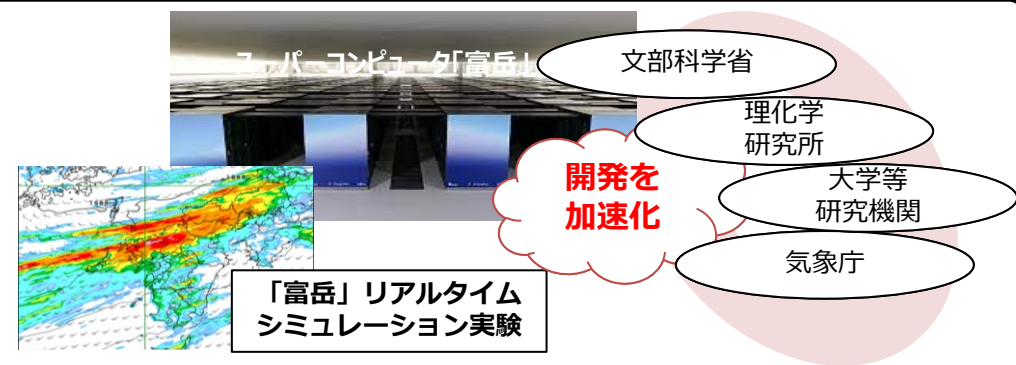 スーパーコンピュータ「富岳」
文部科学省
理化学
研究所
開発を
加速化
大学等
研究機関
気象庁
「富岳」リアルタイム
シミュレーション実験